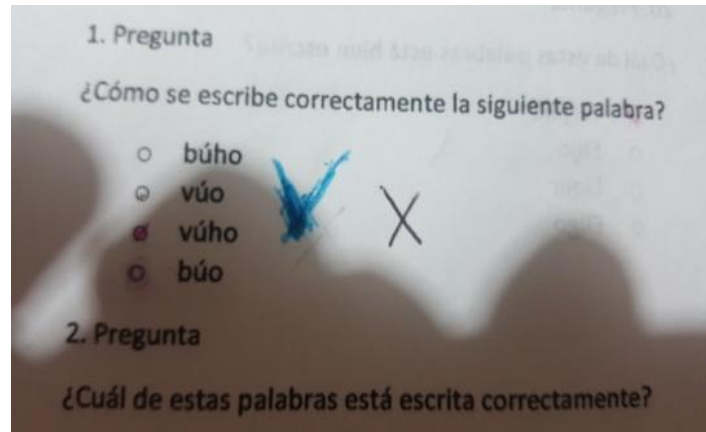 1. Pregunta
¿Cómo se escribe correctamente la siguiente palabra?
búho
vúo
vúho
búo
2. Pregunta
¿Cuál de estas palabras está escrita correctamente?